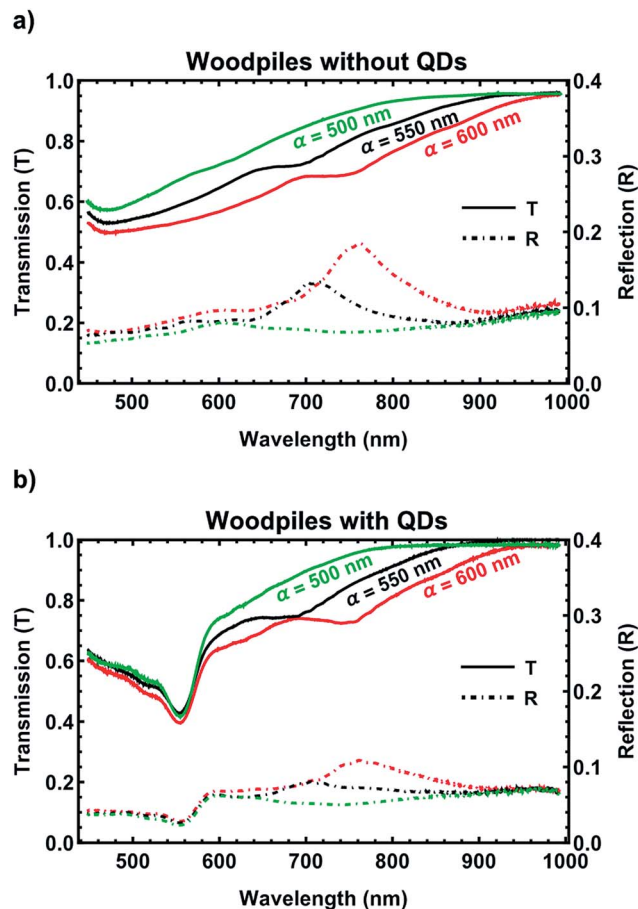 a)
Woodpiles without QDs
1.0
0.8
0.6
0.4
0.2
0.0
Transmission (T)
0.4
0.3
0.2
0.1
0.0
Reflection (R)
α = 500 nm
α = 550 nm
α = 600 nm
T
R
500 600 700 800 900 1000
Wavelength (nm)
b)
Woodpiles with QDs
1.0
0.8
0.6
0.4
0.2
0.0
Transmission (T)
0.4
0.3
0.2
0.1
0.0
Reflection (R)
α = 500 nm
α = 550 nm
α = 600 nm
T
R
500 600 700 800 900 1000
Wavelength (nm)